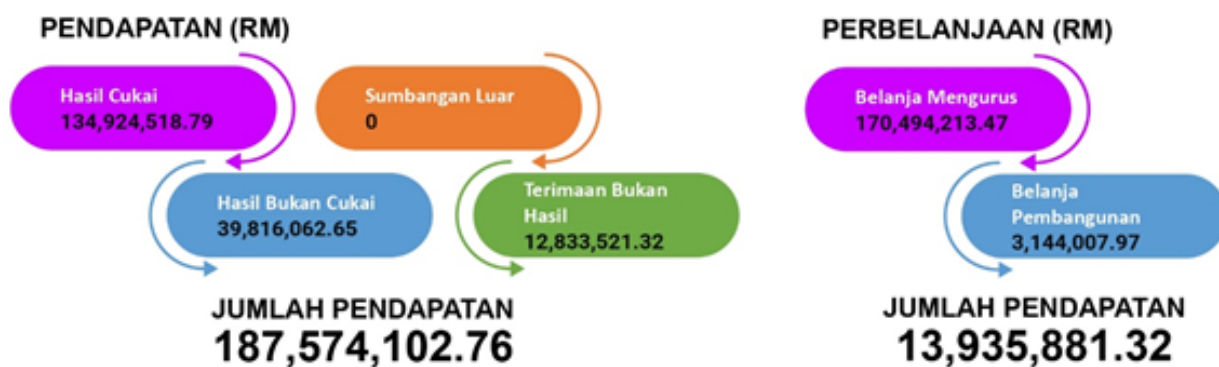 PENDAPATAN (RM)
Hasil Cukai
134,924,518.79
Sumbangan Luar
0
Hasil Bukan Cukai
39,816,062.65
Terimaan Bukan
Hasil
12,833,521.32
JUMLAH PENDAPATAN
187,574,102.76
PERBELANJAAN (RM)
Belanja Mengurus
170,494,213.47
Belanja
Pembangunan
3,144,007.97
JUMLAH PENDAPATAN
13,935,881.32